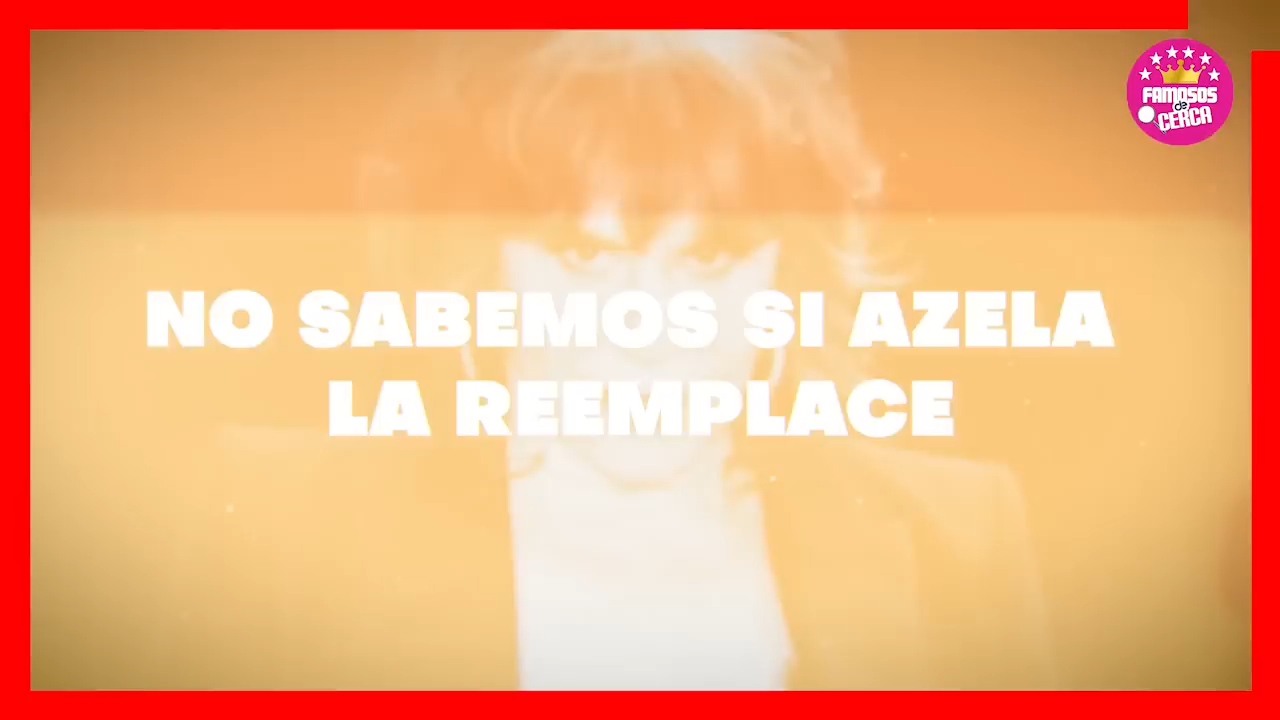 FAMOSOS
de
CERCA
NO SABEMOS SI AZELA
LA REEMPLACE